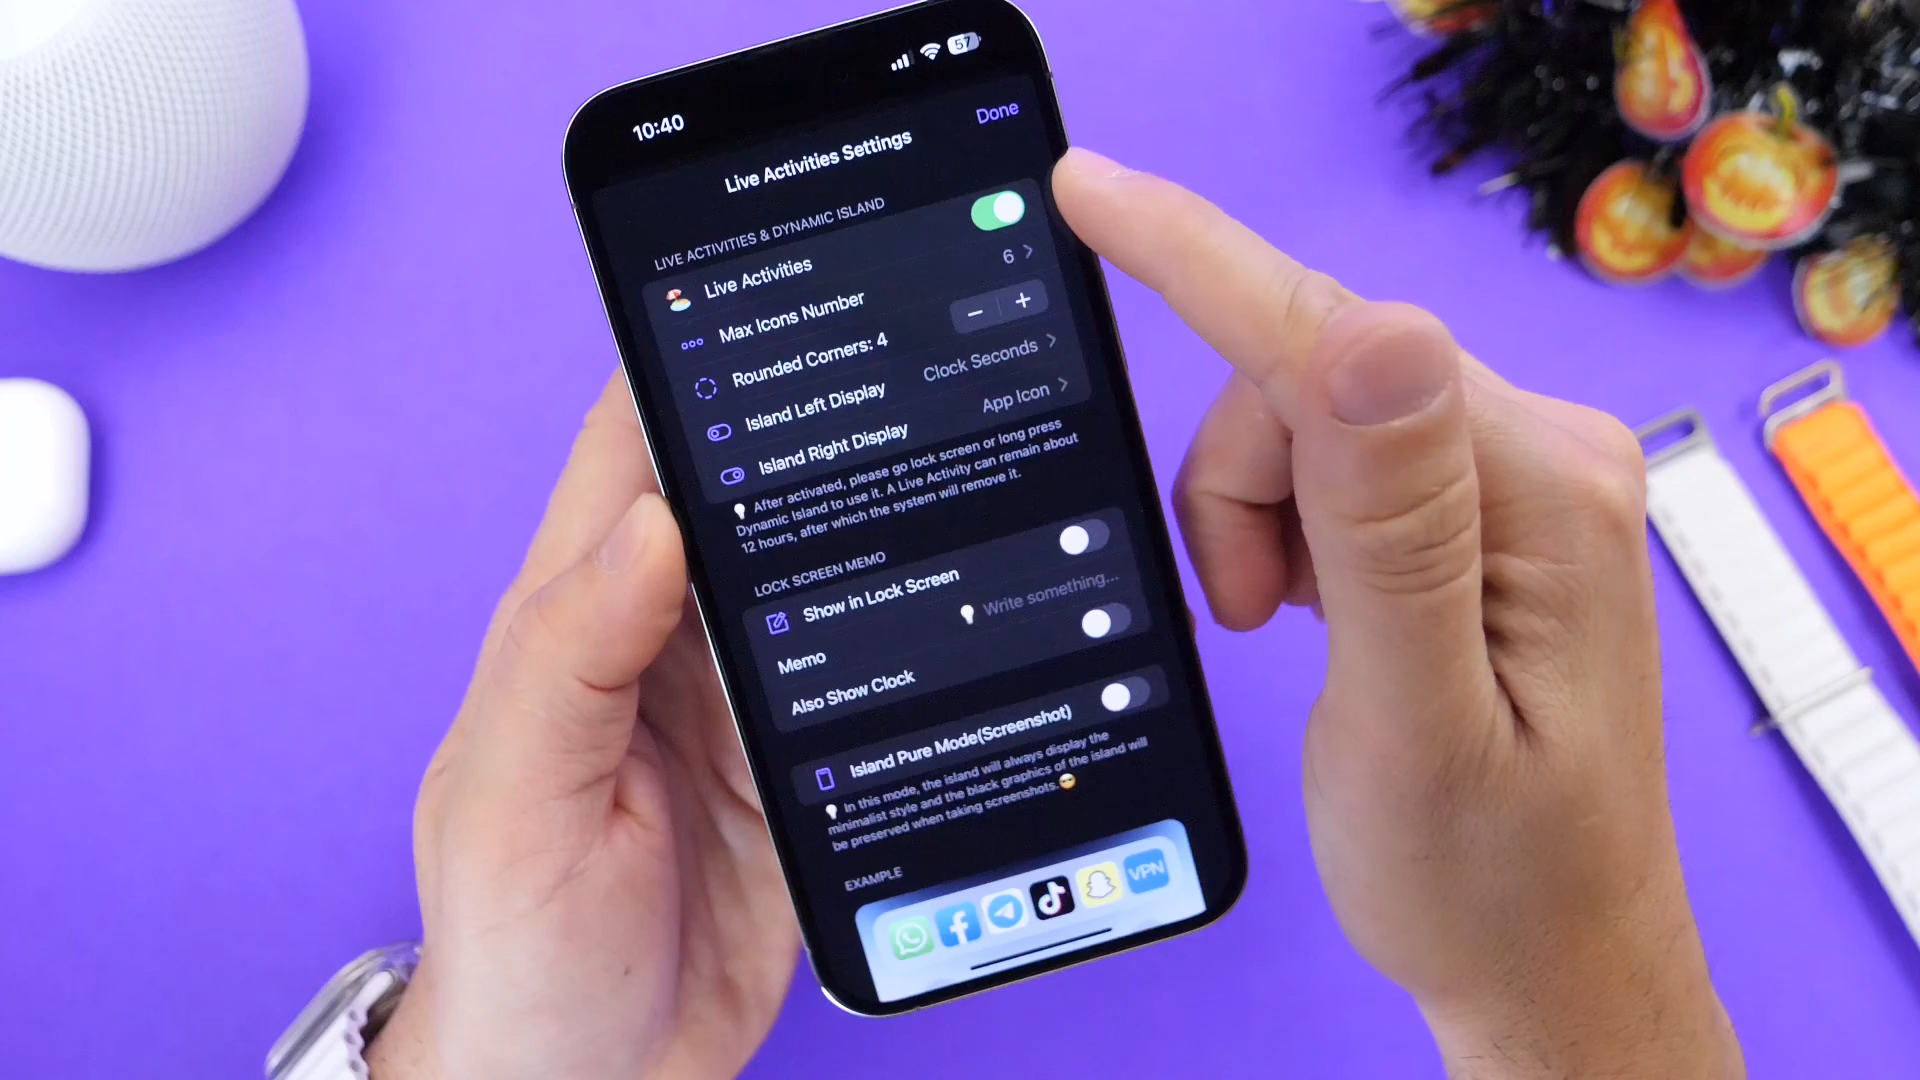 10:40
57
Done
Live Activities Settings
LIVE ACTIVITIES & DYNAMIC ISLAND
Live Activities
Max Icons Number 6
Rounded Corners: 4 − +
Island Left Display Clock Seconds
Island Right Display App Icon
After activated, please go lock screen or long press
Dynamic Island to use it. A Live Activity can remain about
12 hours, after which the system will remove it.
LOCK SCREEN MEMO
Show in Lock Screen
Memo Write something...
Also Show Clock
Island Pure Mode(Screenshot)
In this mode, the island will always display the
minimalist style and the black graphics of the island will
be preserved when taking screenshots.
EXAMPLE
VPN